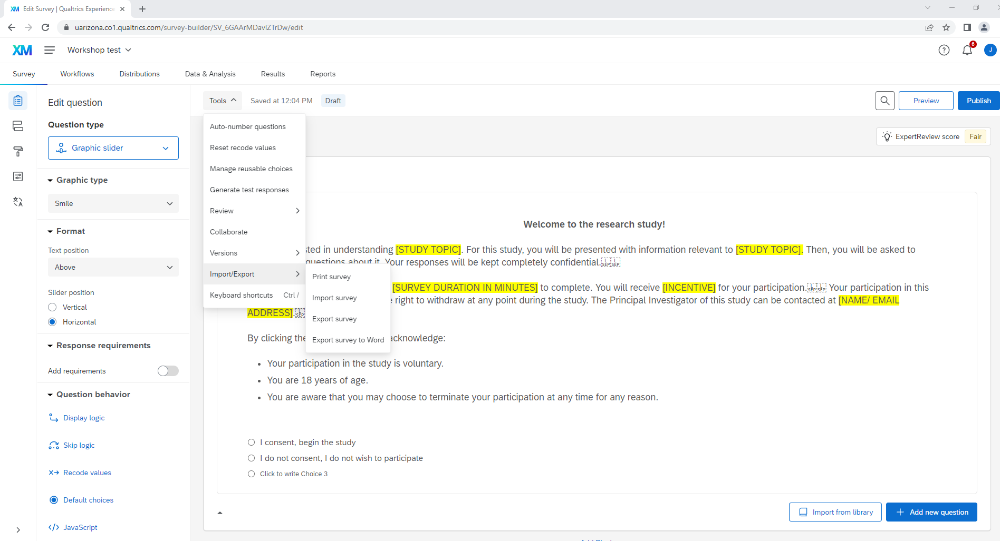 XM Edit Survey | Qualtrics Experience
uarizona.co1.qualtrics.com/survey-builder/SV_6GAArMDavIZTrDw/edit
XM Workshop test
6
J
Survey Workflows Distributions Data & Analysis Results Reports
Edit question
Question type
Graphic slider
Graphic type
Smile
Format
Text position
Above
Slider position
Vertical
Horizontal
Response requirements
Add requirements
Question behavior
Display logic
Skip logic
Recode values
Default choices
JavaScript
Tools Saved at 12:04 PM Draft
Preview Publish
Auto-number questions
Reset recode values
Manage reusable choices
Generate test responses
Review
Collaborate
Versions
Import/Export
Keyboard shortcuts Ctrl /
Print survey
Import survey
Export survey
Export survey to Word
ExpertReview score Fair
Welcome to the research study!
in understanding [STUDY TOPIC]. For this study, you will be presented with information relevant to [STUDY TOPIC]. Then, you will be asked to
questions about it. Your responses will be kept completely confidential.
[SURVEY DURATION IN MINUTES] to complete. You will receive [INCENTIVE] for your participation. Your participation in this
right to withdraw at any point during the study. The Principal Investigator of this study can be contacted at [NAME/ EMAIL
ADDRESS].
By clicking the acknowledge:
• Your participation in the study is voluntary.
• You are 18 years of age.
• You are aware that you may choose to terminate your participation at any time for any reason.
I consent, begin the study
I do not consent, I do not wish to participate
Click to write Choice 3
Import from library
Add new question